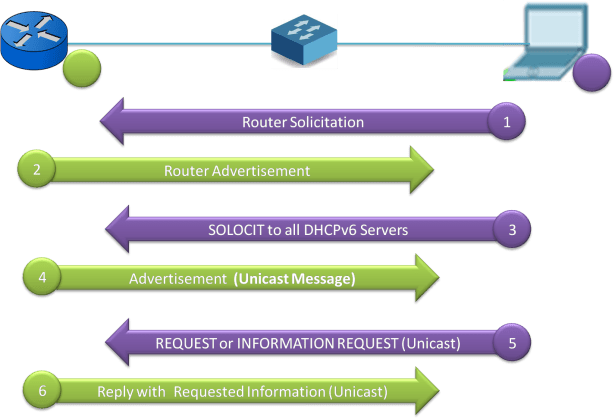 Router Solicitation 1
2 Router Advertisement
SOLOCIT to all DHCPv6 Servers 3
4 Advertisement (Unicast Message)
REQUEST or INFORMATION REQUEST (Unicast) 5
6 Reply with Requested Information (Unicast)